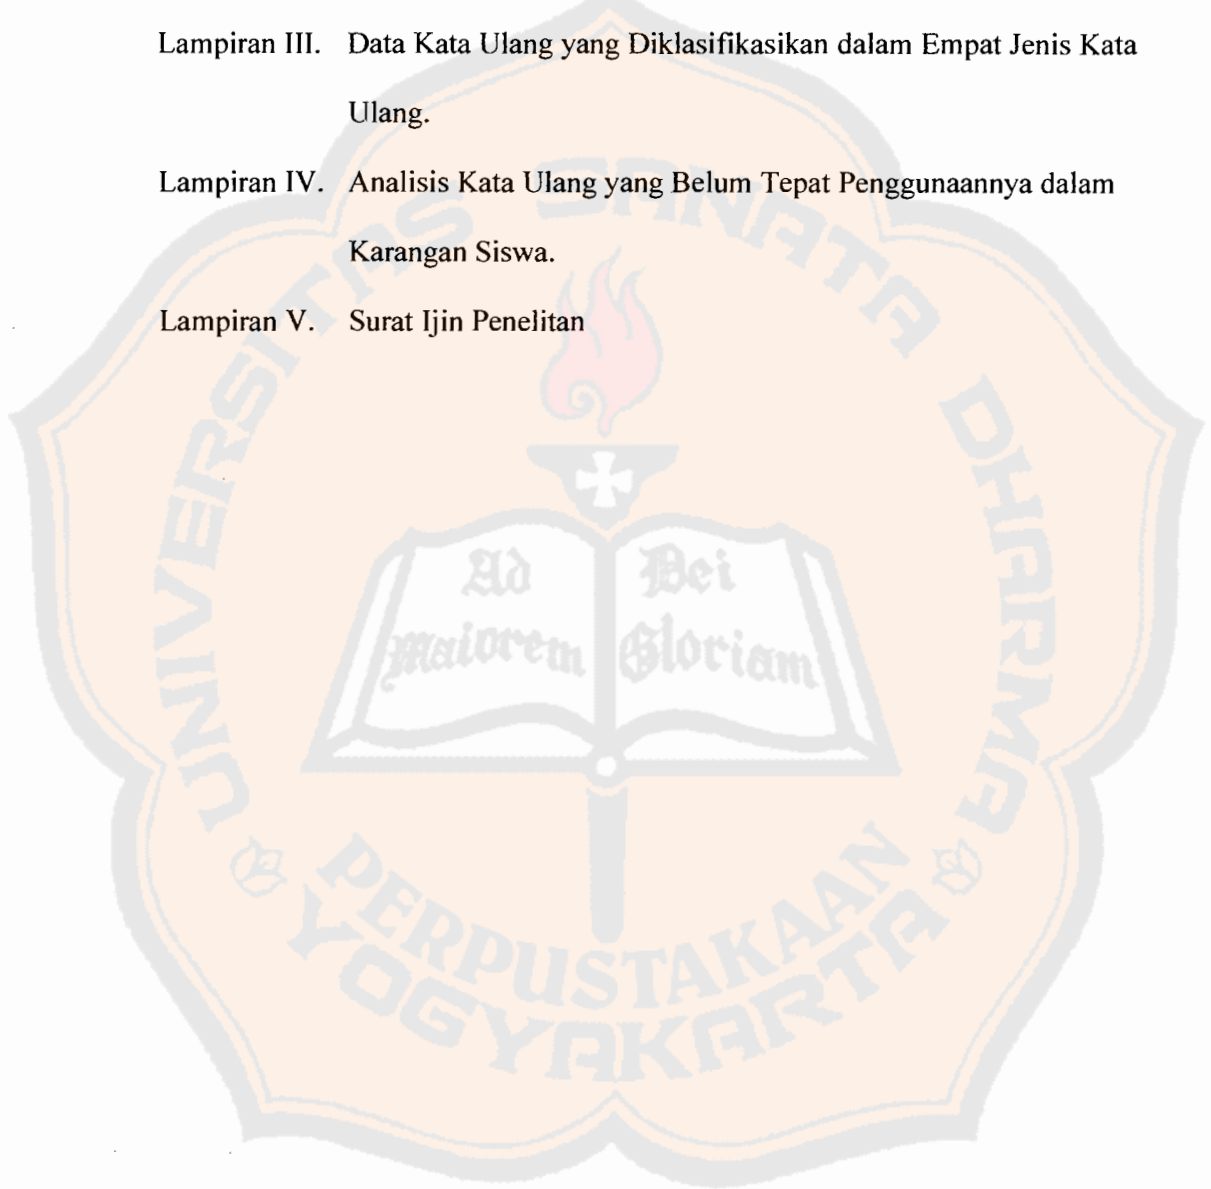 Lampiran III. Data Kata Ulang yang Diklasifikasikan dalam Empat Jenis Kata
Ulang.
Lampiran IV. Analisis Kata Ulang yang Belum Tepat Penggunaannya dalam
Karangan Siswa.
Lampiran V. Surat Ijin Penelitan
UNIVERSITAS SANATA DHARMA
Ad Dei
maiorem Gloriam
PERPUSTAKAAN
YOGYAKARTA